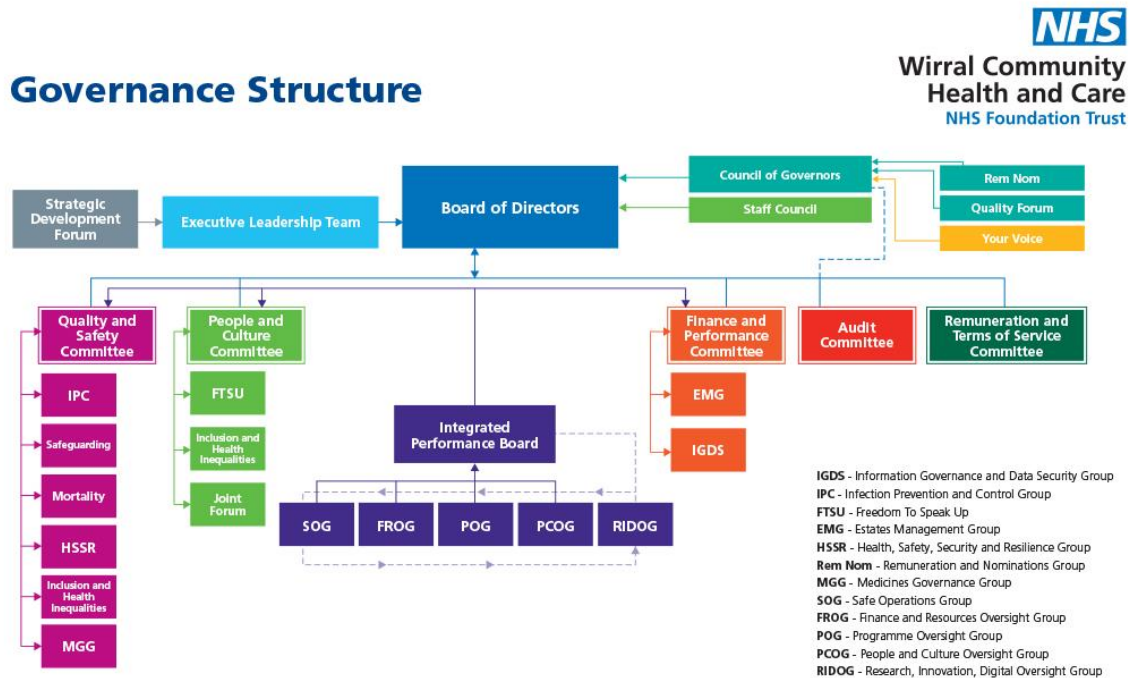 NHS
Wirral Community
Health and Care
NHS Foundation Trust
Governance Structure
Strategic
Development
Forum
Executive Leadership Team
Board of Directors
Council of Governors
Staff Council
Rem Nom
Quality Forum
Your Voice
Quality and
Safety
Committee
People and
Culture
Committee
Finance and
Performance
Committee
Audit
Committee
Remuneration and
Terms of Service
Committee
IPC
Safeguarding
Mortality
HSSR
Inclusion and
Health
Inequalities
MGG
FTSU
Inclusion and
Health
Inequalities
Joint
Forum
Integrated
Performance Board
SOG
FROG
POG
PCOG
RIDOG
EMG
IGDS
IGDS - Information Governance and Data Security Group
IPC - Infection Prevention and Control Group
FTSU - Freedom To Speak Up
EMG - Estates Management Group
HSSR - Health, Safety, Security and Resilience Group
Rem Nom - Remuneration and Nominations Group
MGG - Medicines Governance Group
SOG - Safe Operations Group
FROG - Finance and Resources Oversight Group
POG - Programme Oversight Group
PCOG - People and Culture Oversight Group
RIDOG - Research, Innovation, Digital Oversight Group